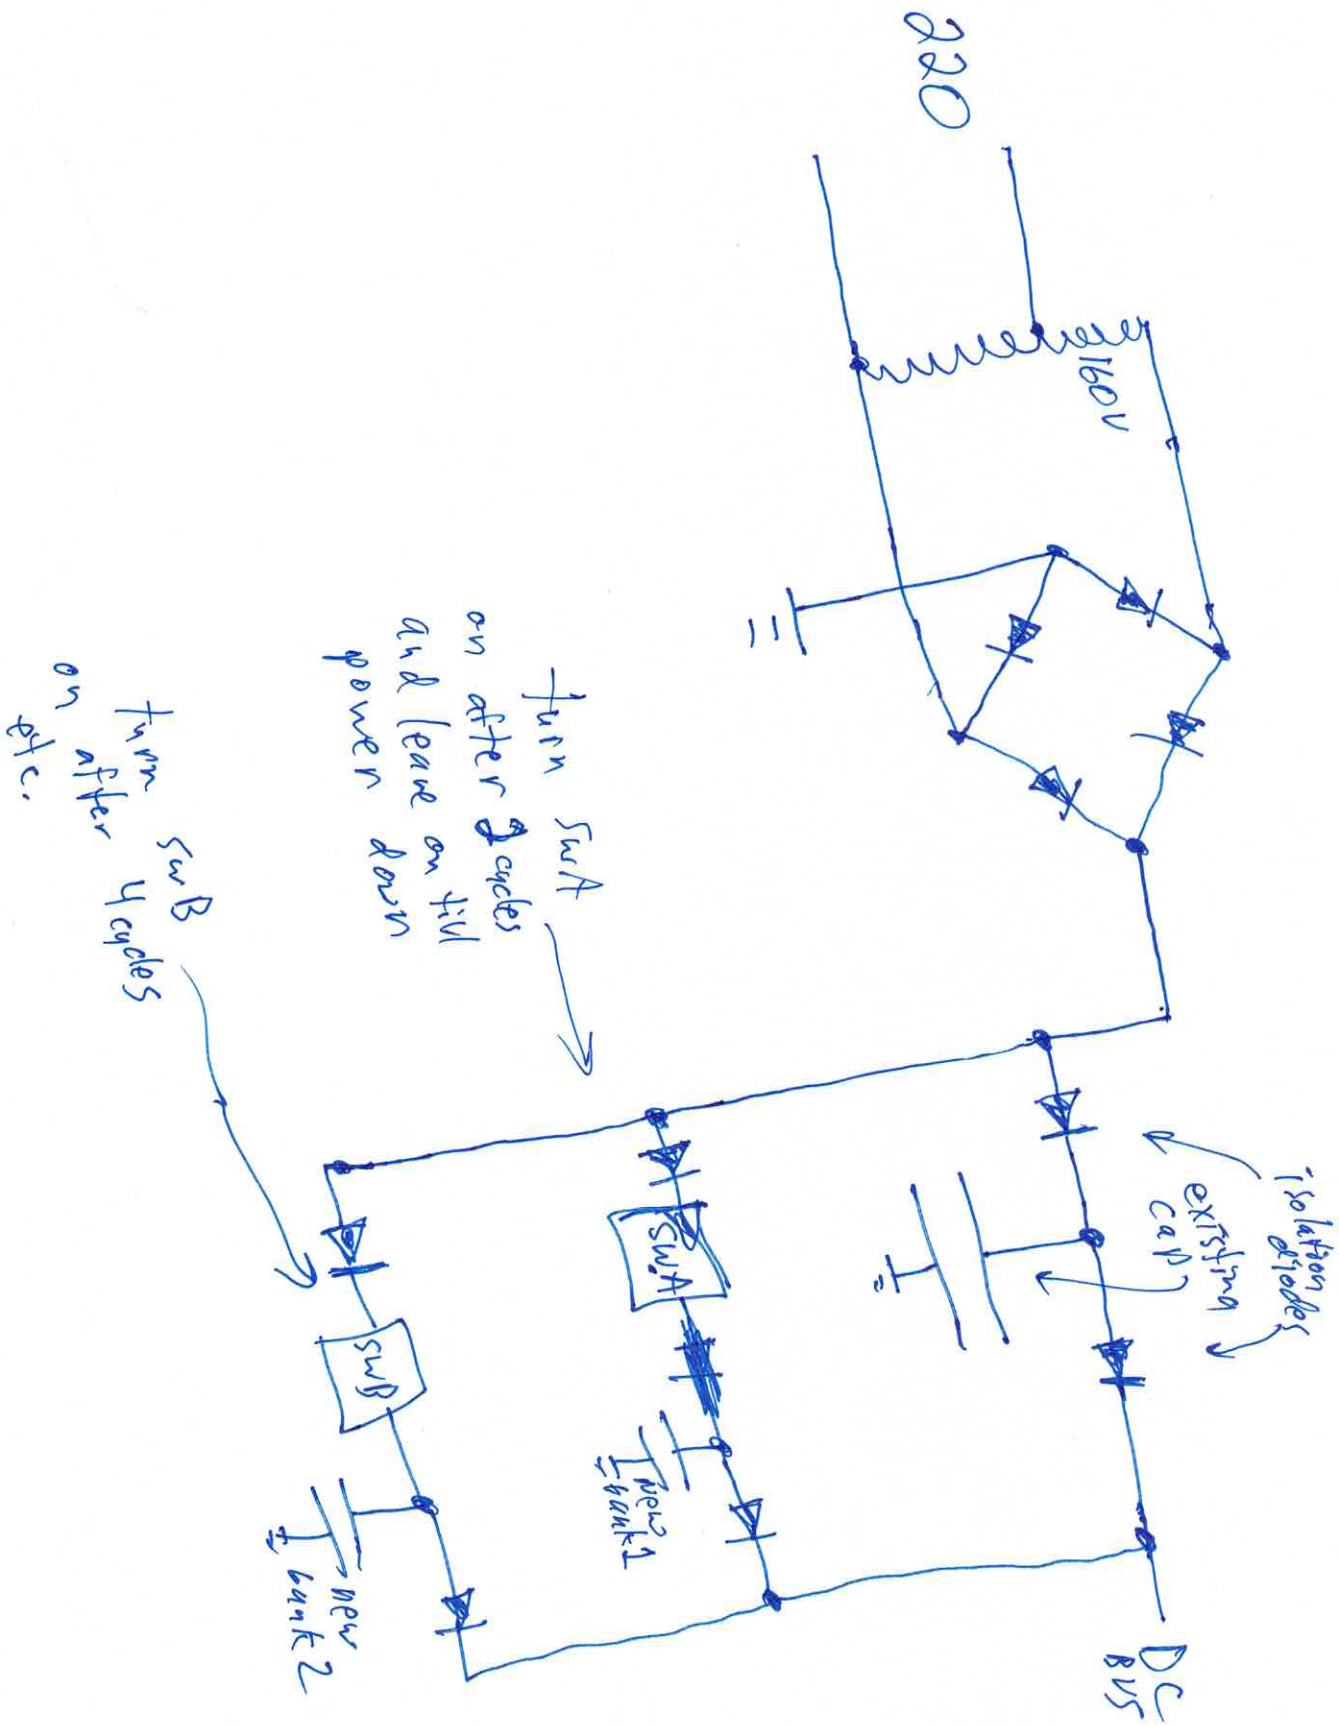 220
160V
isolation
diodes
existing
cap
turn SWA
on after 2 cycles
and leave on till
power down
SWA
new
bank1
turn SWB
on after 4 cycles
etc.
SWB
new
bank2
DC
BUS